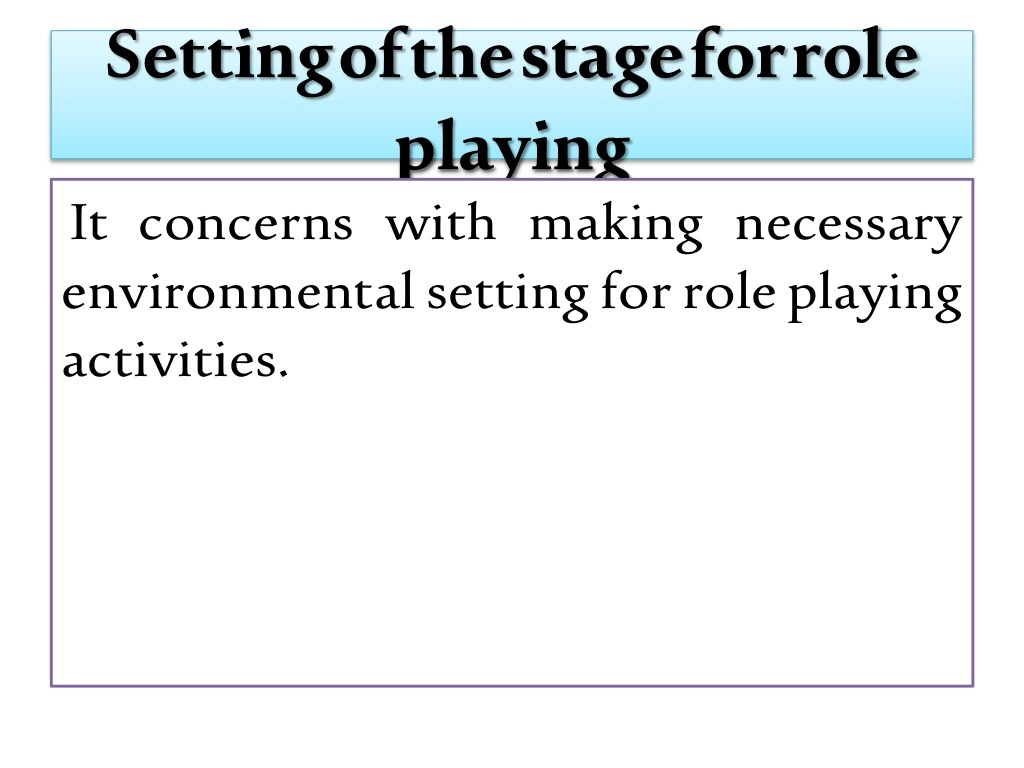 Setting of the stage for role
playing
It concerns with making necessary
environmental setting for role playing
activities.